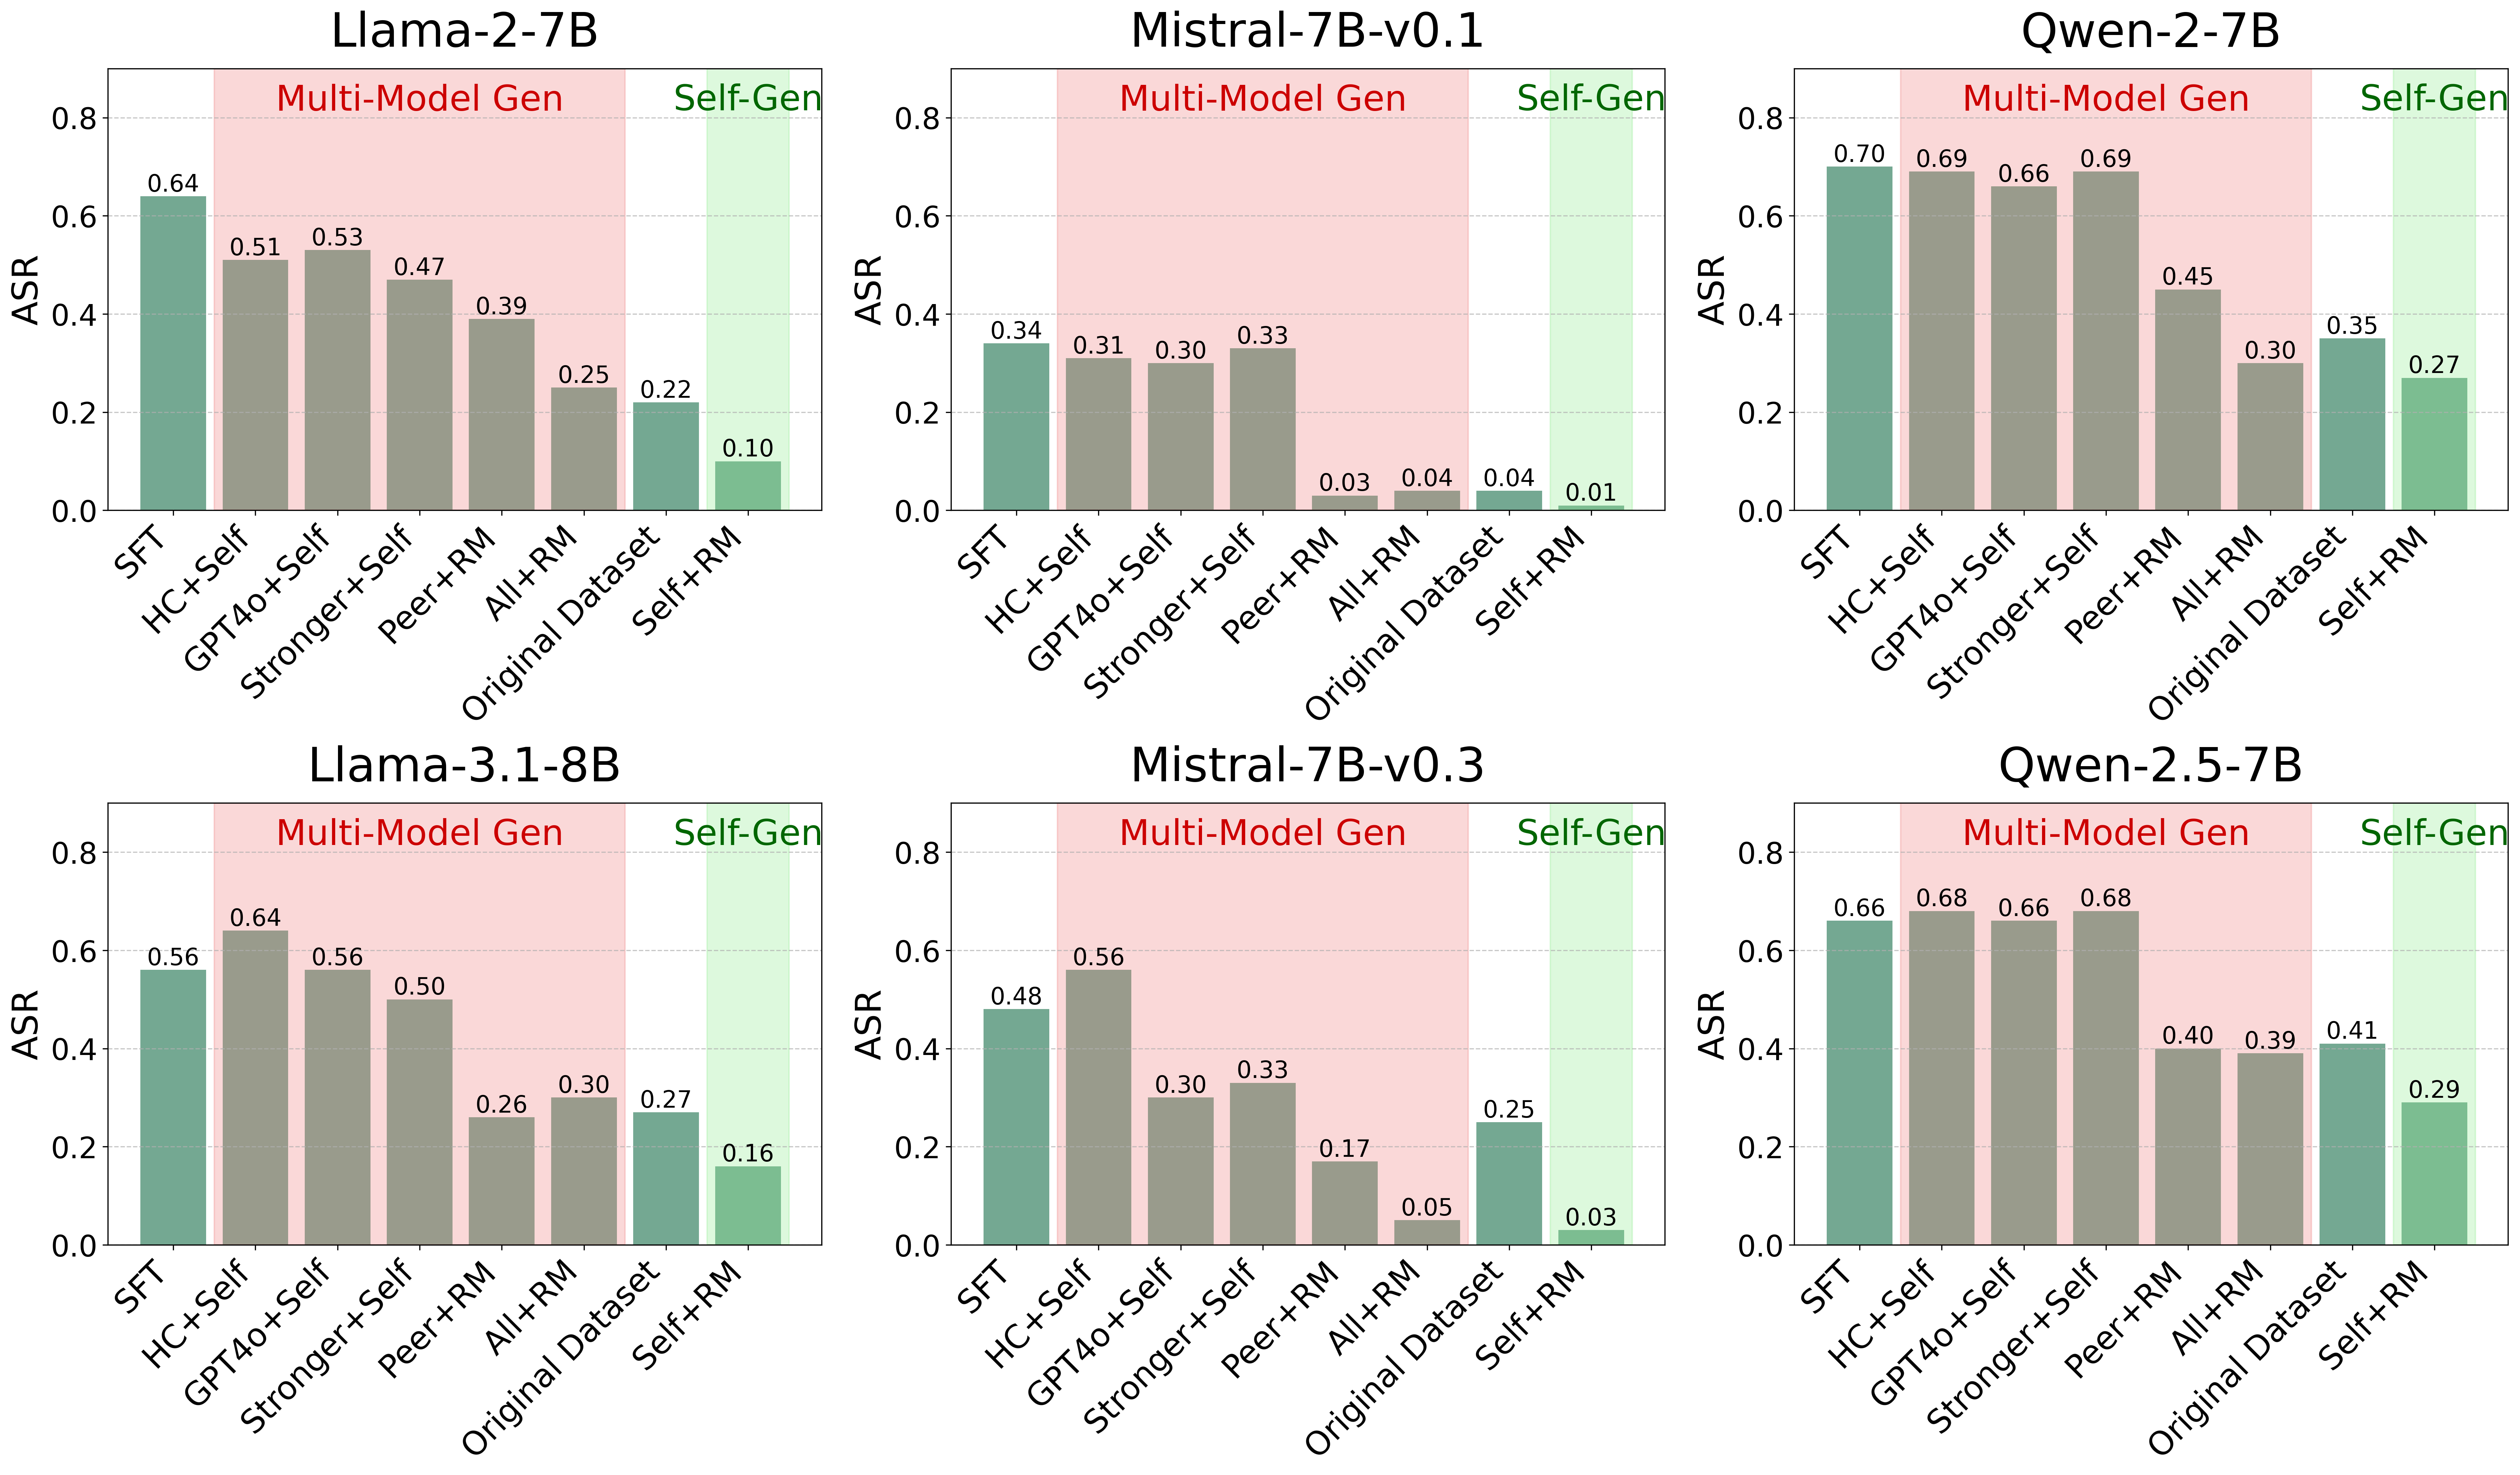 Llama-2-7B
Multi-Model Gen
Self-Gen
ASR
0.8
0.6
0.4
0.2
0.0
0.64
0.51
0.53
0.47
0.39
0.25
0.22
0.10
SFT
HC+Self
GPT4o+Self
Stronger+Self
Peer+RM
All+RM
Original Dataset
Self+RM
Mistral-7B-v0.1
Multi-Model Gen
Self-Gen
ASR
0.8
0.6
0.4
0.2
0.0
0.34
0.31
0.30
0.33
0.03
0.04
0.04
0.01
SFT
HC+Self
GPT4o+Self
Stronger+Self
Peer+RM
All+RM
Original Dataset
Self+RM
Qwen-2-7B
Multi-Model Gen
Self-Gen
ASR
0.8
0.6
0.4
0.2
0.0
0.70
0.69
0.66
0.69
0.45
0.30
0.35
0.27
SFT
HC+Self
GPT4o+Self
Stronger+Self
Peer+RM
All+RM
Original Dataset
Self+RM
Llama-3.1-8B
Multi-Model Gen
Self-Gen
ASR
0.8
0.6
0.4
0.2
0.0
0.56
0.64
0.56
0.50
0.26
0.30
0.27
0.16
SFT
HC+Self
GPT4o+Self
Stronger+Self
Peer+RM
All+RM
Original Dataset
Self+RM
Mistral-7B-v0.3
Multi-Model Gen
Self-Gen
ASR
0.8
0.6
0.4
0.2
0.0
0.48
0.56
0.30
0.33
0.17
0.05
0.25
0.03
SFT
HC+Self
GPT4o+Self
Stronger+Self
Peer+RM
All+RM
Original Dataset
Self+RM
Qwen-2.5-7B
Multi-Model Gen
Self-Gen
ASR
0.8
0.6
0.4
0.2
0.0
0.66
0.68
0.66
0.68
0.40
0.39
0.41
0.29
SFT
HC+Self
GPT4o+Self
Stronger+Self
Peer+RM
All+RM
Original Dataset
Self+RM